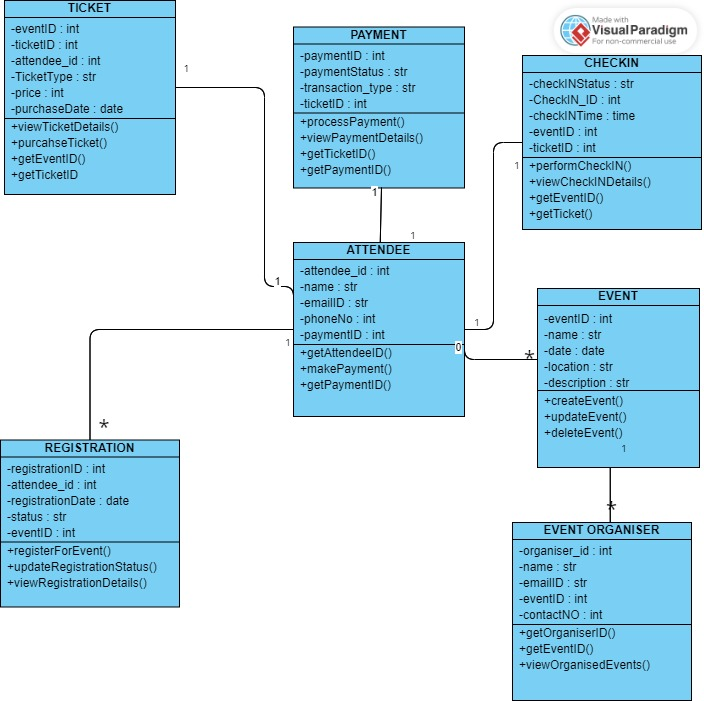 TICKET
-eventID : int
-ticketID : int
-attendee_id : int
-TicketType : str
-price : int
-purchaseDate : date
+viewTicketDetails()
+purcahseTicket()
+getEventID()
+getTicketID
1
1
PAYMENT
-paymentID : int
-paymentStatus : str
-transaction_type : str
-ticketID : int
+processPayment()
+viewPaymentDetails()
+getTicketID()
+getPaymentID()
1
1
Made with
VisualParadigm
For non-commercial use
CHECKIN
-checkINStatus : str
-CheckIN_ID : int
-checkINTime : time
-eventID : int
-ticketID : int
+performCheckIN()
+viewCheckINDetails()
+getEventID()
+getTicket()
1
1
ATTENDEE
-attendee_id : int
-name : str
-emailID : str
-phoneNo : int
-paymentID : int
+getAttendeeID()
+makePayment()
+getPaymentID()
0
*
EVENT
-eventID : int
-name : str
-date : date
-location : str
-description : str
+createEvent()
+updateEvent()
+deleteEvent()
1
*
1
*
REGISTRATION
-registrationID : int
-attendee_id : int
-registrationDate : date
-status : str
-eventID : int
+registerForEvent()
+updateRegistrationStatus()
+viewRegistrationDetails()
EVENT ORGANISER
-organiser_id : int
-name : str
-emailID : str
-eventID : int
-contactNO : int
+getOrganiserID()
+getEventID()
+viewOrganisedEvents()